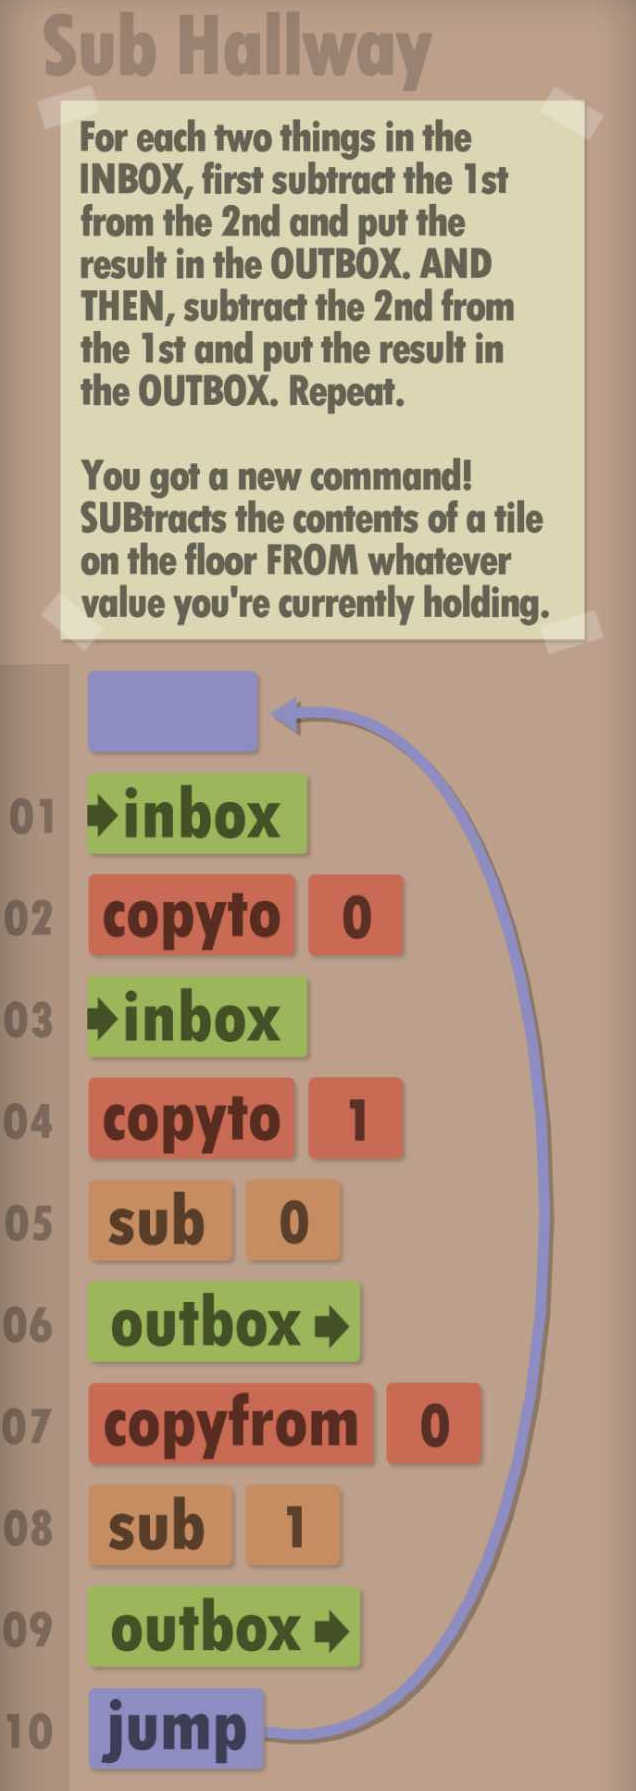 Sub Hallway
For each two things in the
INBOX, first subtract the 1st
from the 2nd and put the
result in the OUTBOX. AND
THEN, subtract the 2nd from
the 1st and put the result in
the OUTBOX. Repeat.
You got a new command!
SUBtracts the contents of a tile
on the floor FROM whatever
value you're currently holding.
01 inbox
02 copyto 0
03 inbox
04 copyto 1
05 sub 0
06 outbox
07 copyfrom 0
08 sub 1
09 outbox
10 jump